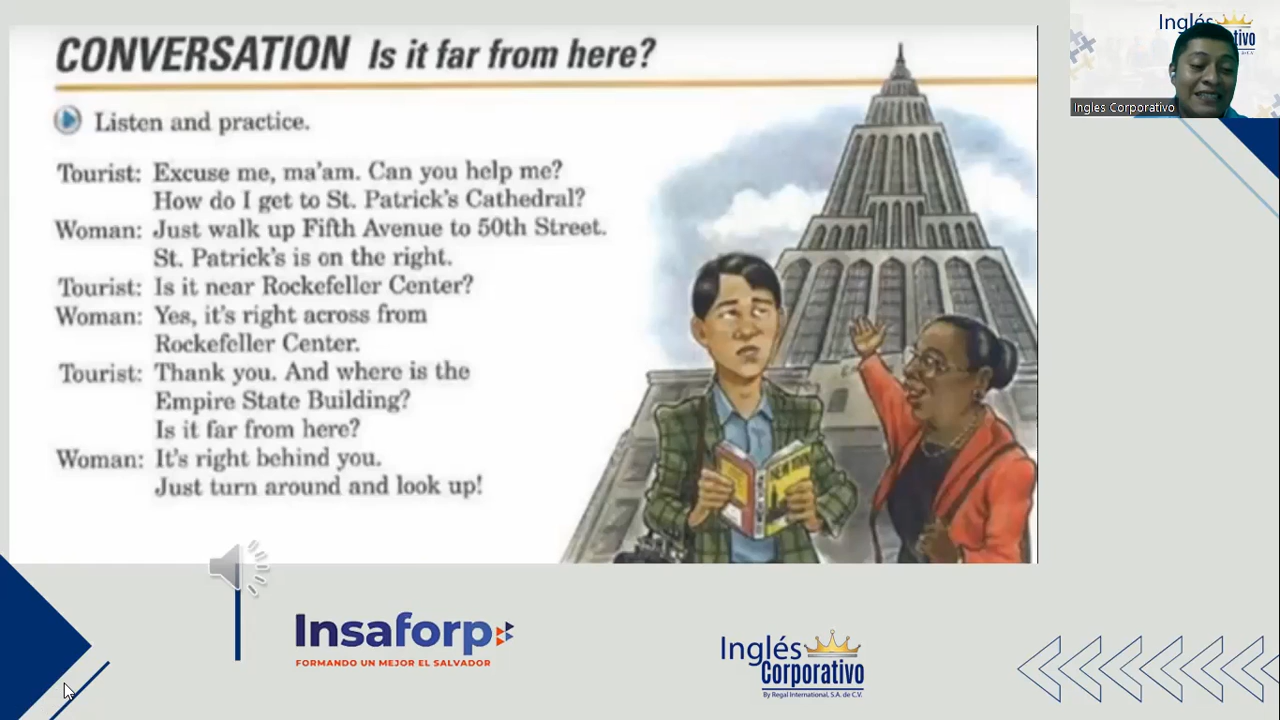 CONVERSATION Is it far from here?
Listen and practice.
Tourist: Excuse me, ma'am. Can you help me?
How do I get to St. Patrick's Cathedral?
Woman: Just walk up Fifth Avenue to 50th Street.
St. Patrick's is on the right.
Tourist: Is it near Rockefeller Center?
Woman: Yes, it's right across from
Rockefeller Center.
Tourist: Thank you. And where is the
Empire State Building?
Is it far from here?
Woman: It's right behind you.
Just turn around and look up!
NEW YORK
Inglés
Ingles Corporativo
Insaforp
FORMANDO UN MEJOR EL SALVADOR
Inglés
Corporativo
By Regal International, S.A. de C.V.